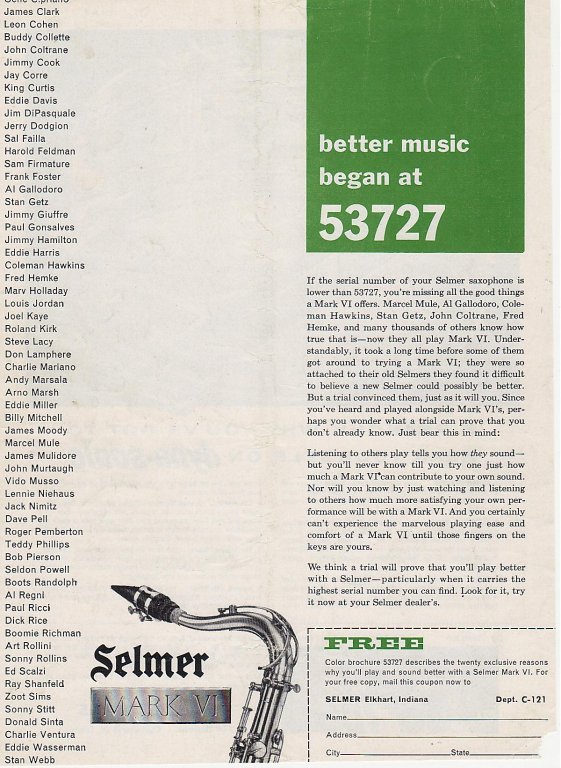 Gene Cipriano
James Clark
Leon Cohen
Buddy Collette
John Coltrane
Jimmy Cook
Jay Corre
King Curtis
Eddie Davis
Jim DiPasquale
Jerry Dodgion
Sal Failla
Harold Feldman
Sam Firmature
Frank Foster
Al Gallodoro
Stan Getz
Jimmy Giuffre
Paul Gonsalves
Jimmy Hamilton
Eddie Harris
Coleman Hawkins
Fred Hemke
Marv Holladay
Louis Jordan
Joel Kaye
Roland Kirk
Steve Lacy
Don Lamphere
Charlie Mariano
Andy Marsala
Arno Marsh
Eddie Miller
Billy Mitchell
James Moody
Marcel Mule
James Mulidore
John Murtaugh
Vido Musso
Lennie Niehaus
Jack Nimitz
Dave Pell
Roger Pemberton
Teddy Phillips
Bob Pierson
Seldon Powell
Boots Randolph
Al Regni
Paul Ricci
Dick Rice
Boomie Richman
Art Rollini
Sonny Rollins
Ed Scalzi
Ray Shanfeld
Zoot Sims
Sonny Stitt
Donald Sinta
Charlie Ventura
Eddie Wasserman
Stan Webb
Selmer
MARK VI
better music
began at
53727
If the serial number of your Selmer saxophone is
lower than 53727, you're missing all the good things
a Mark VI offers. Marcel Mule, Al Gallodoro, Cole-
man Hawkins, Stan Getz, John Coltrane, Fred
Hemke, and many thousands of others know how
true that is—now they all play Mark VI. Under-
standably, it took a long time before some of them
got around to trying a Mark VI; they were so
attached to their old Selmers they found it difficult
to believe a new Selmer could possibly be better.
But a trial convinced them, just as it will you. Since
you've heard and played alongside Mark VI's, per-
haps you wonder what a trial can prove that you
don't already know. Just bear this in mind:
Listening to others play tells you how they sound—
but you'll never know till you try one just how
much a Mark VI can contribute to your own sound.
Nor will you know by just watching and listening
to others how much more satisfying your own per-
formance will be with a Mark VI. And you certainly
can't experience the marvelous playing ease and
comfort of a Mark VI until those fingers on the
keys are yours.
We think a trial will prove that you'll play better
with a Selmer—particularly when it carries the
highest serial number you can find. Look for it, try
it now at your Selmer dealer's.
FREE
Color brochure 53727 describes the twenty exclusive reasons
why you'll play and sound better with a Selmer Mark VI. For
your free copy, mail this coupon now to
SELMER Elkhart, Indiana Dept. C-121
Name
Address
City State